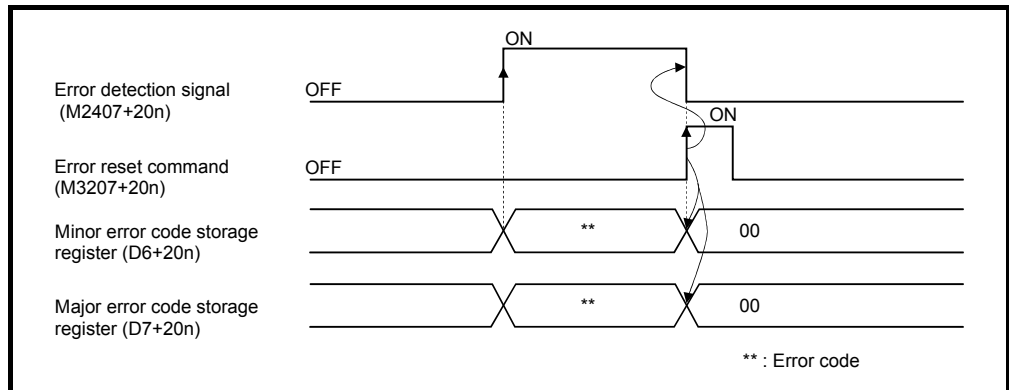 ON
Error detection signal
(M2407+20n)
OFF
ON
Error reset command
(M3207+20n)
OFF
Minor error code storage
register (D6+20n)
**
00
Major error code storage
register (D7+20n)
**
00
** : Error code